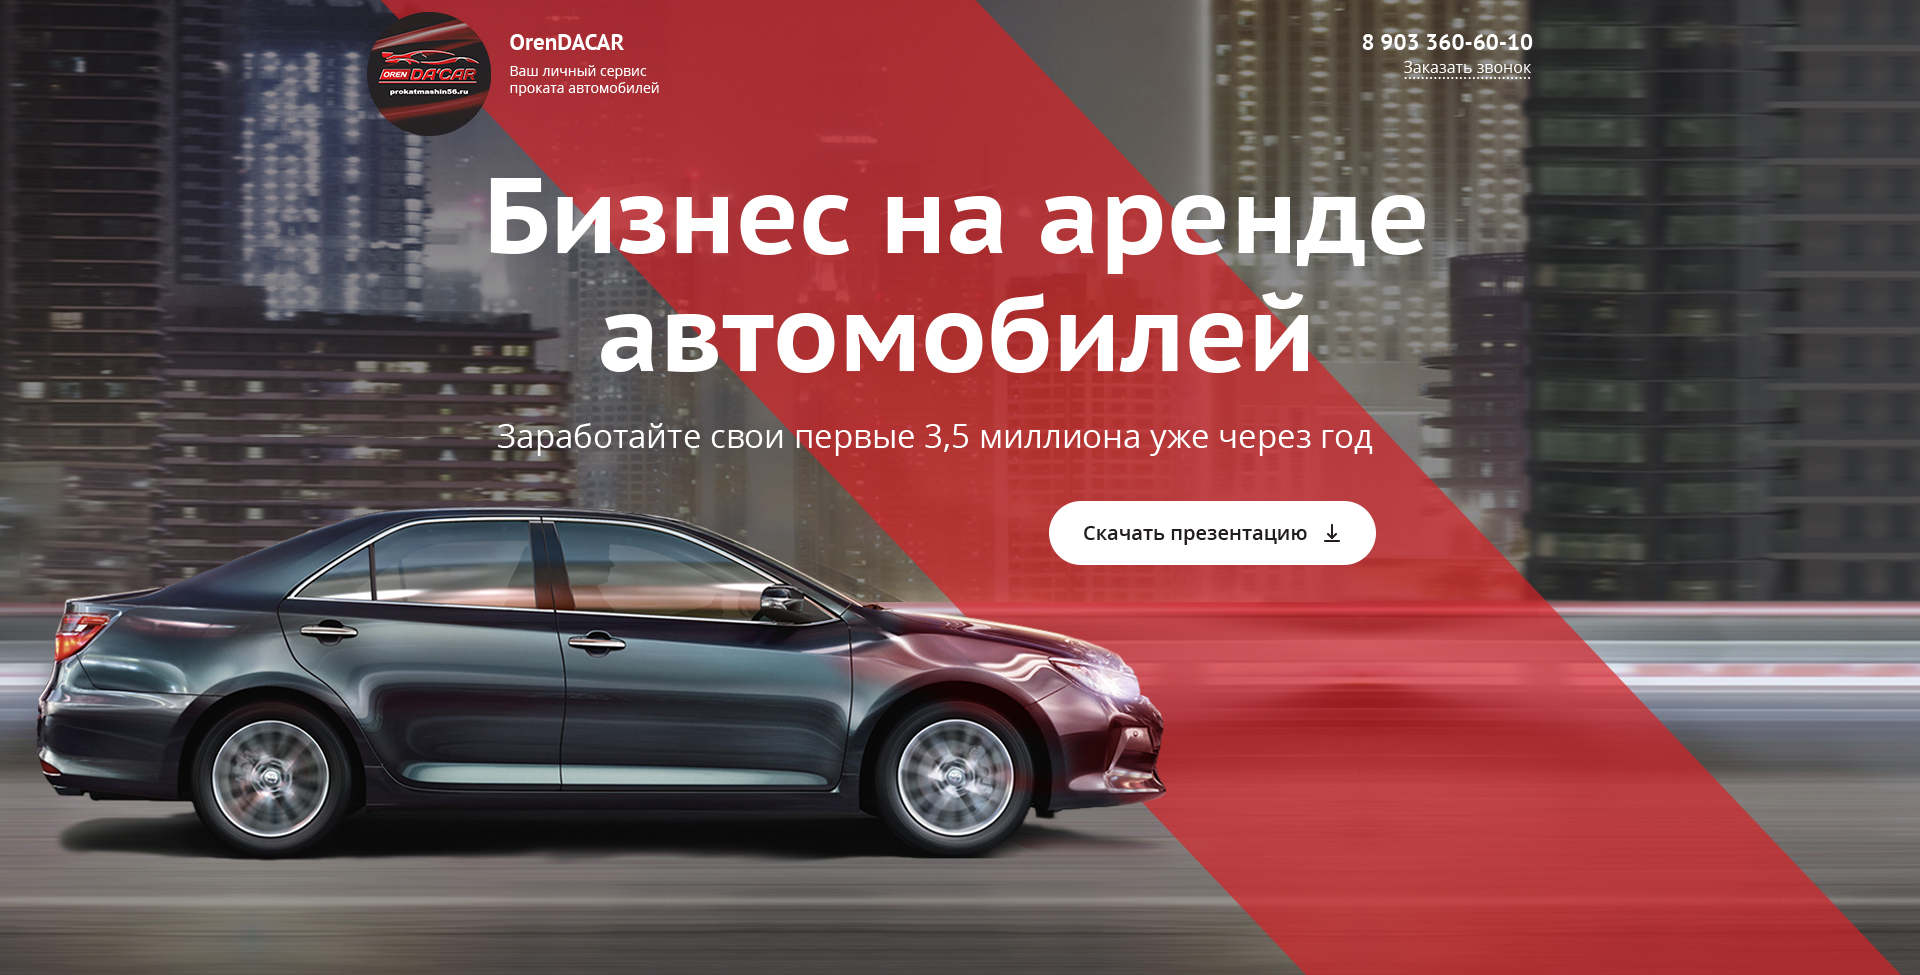 OREN DA'CAR
prokatmashin56.ru
OrenDACAR
Ваш личный сервис
проката автомобилей
8 903 360-60-10
Заказать звонок
Бизнес на аренде
автомобилей
Заработайте свои первые 3,5 миллиона уже через год
Скачать презентацию